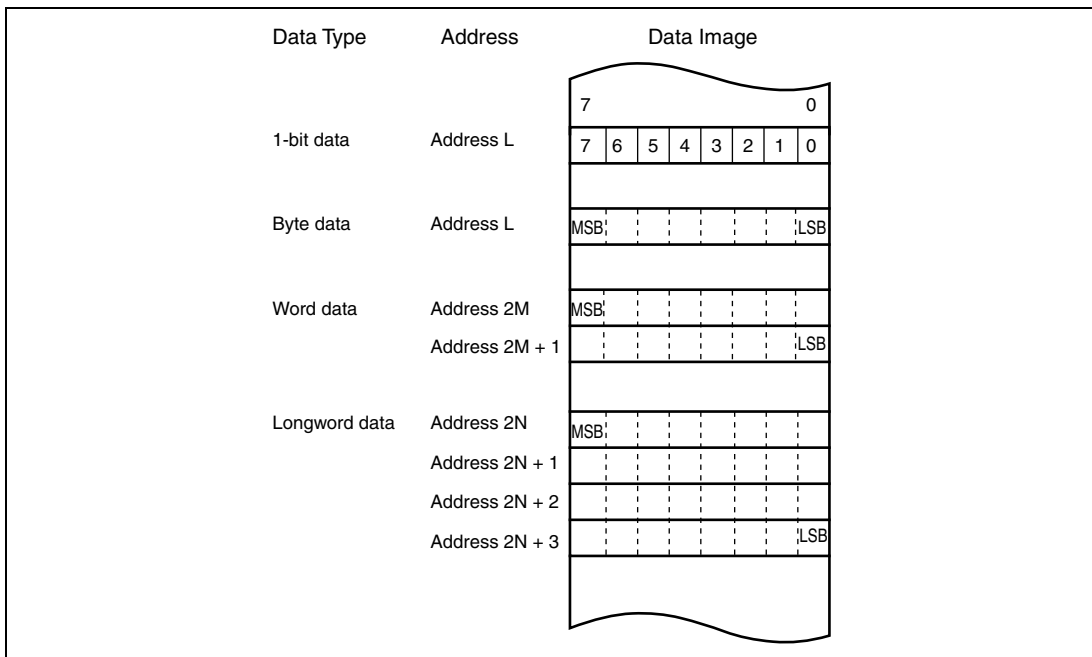 Data Type Address Data Image
7 0
1-bit data Address L 7 6 5 4 3 2 1 0
Byte data Address L MSB LSB
Word data Address 2M MSB
Address 2M + 1 LSB
Longword data Address 2N MSB
Address 2N + 1
Address 2N + 2
Address 2N + 3 LSB